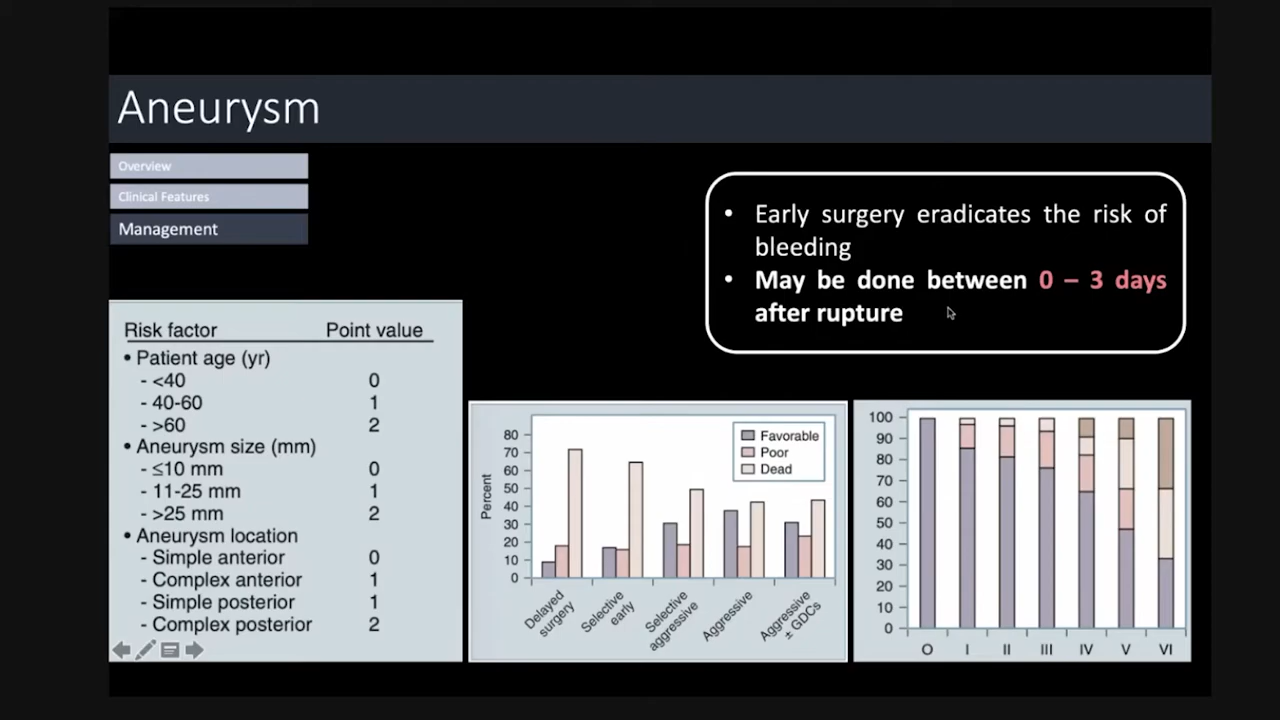 Aneurysm
Overview
Clinical Features
Management
• Early surgery eradicates the risk of
bleeding
• May be done between 0 – 3 days
after rupture
Risk factor Point value
• Patient age (yr)
- <40 0
- 40-60 1
- >60 2
• Aneurysm size (mm)
- ≤10 mm 0
- 11-25 mm 1
- >25 mm 2
• Aneurysm location
- Simple anterior 0
- Complex anterior 1
- Simple posterior 1
- Complex posterior 2
Percent
80
70
60
50
40
30
20
10
0
Favorable
Poor
Dead
Delayed
surgery
Selective
early
Selective
aggressive
Aggressive
Aggressive
± GDCs
100
90
80
70
60
50
40
30
20
10
0
O I II III IV V VI